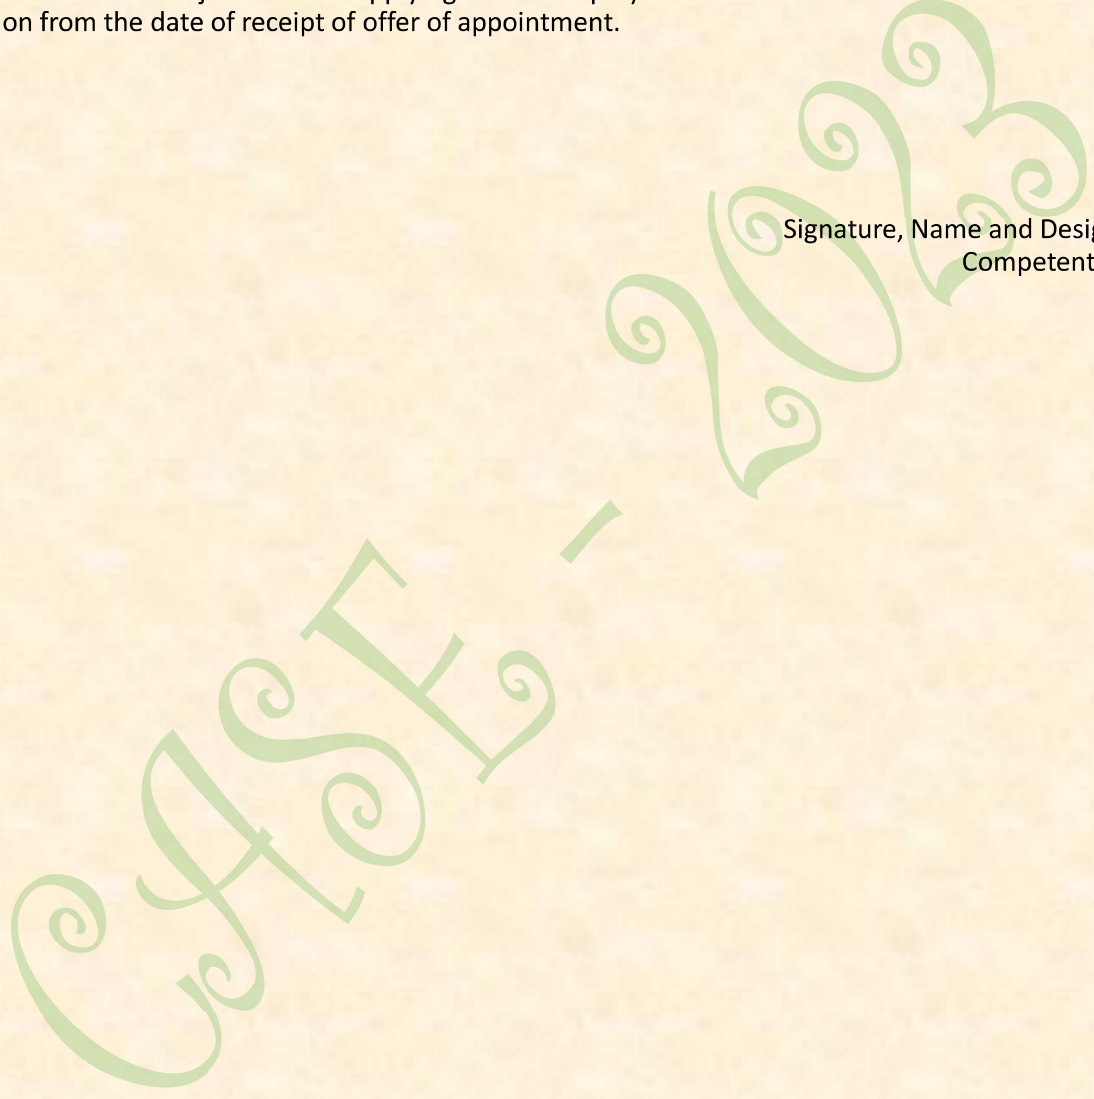 on from the date of receipt of offer of appointment.
Signature, Name and Desig
Competent
CASE - 2023